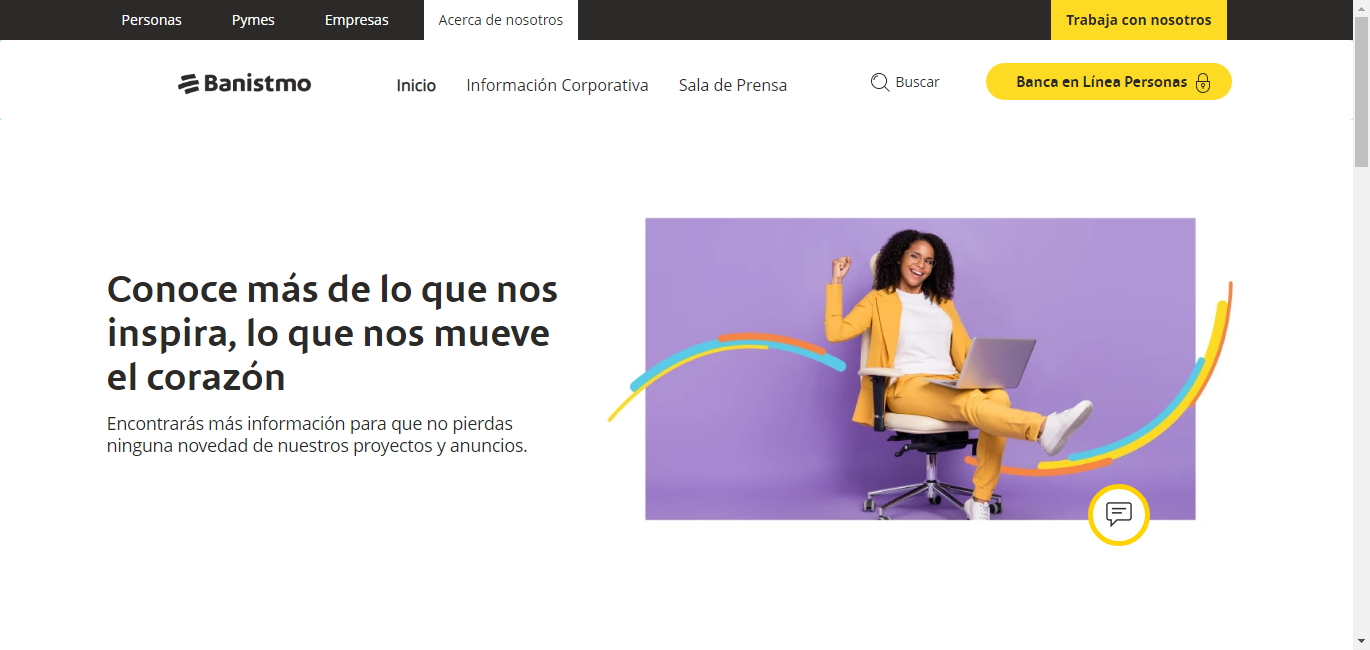 Personas Pymes Empresas Acerca de nosotros Trabaja con nosotros
Banistmo Inicio Información Corporativa Sala de Prensa Buscar Banca en Línea Personas
Conoce más de lo que nos
inspira, lo que nos mueve
el corazón
Encontrarás más información para que no pierdas
ninguna novedad de nuestros proyectos y anuncios.